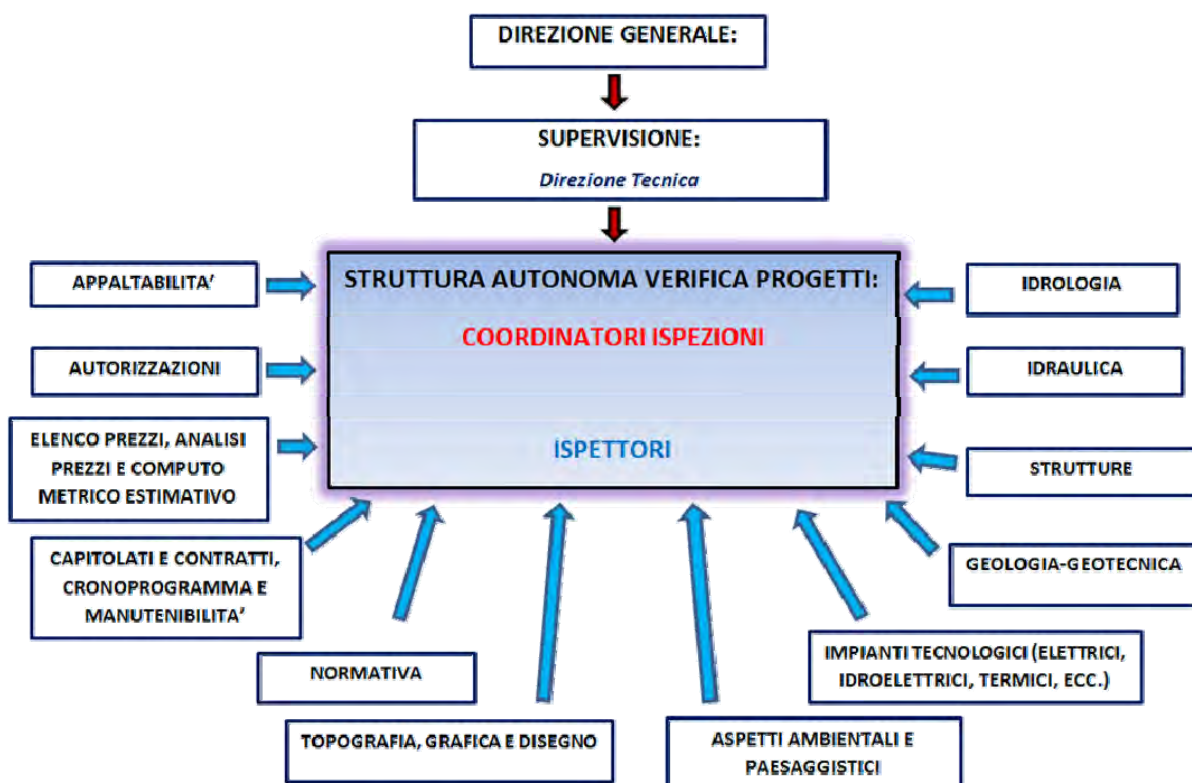 DIREZIONE GENERALE:
SUPERVISIONE:
Direzione Tecnica
STRUTTURA AUTONOMA VERIFICA PROGETTI:
COORDINATORI ISPEZIONI
ISPETTORI
APPALTABILITA'
AUTORIZZAZIONI
ELENCO PREZZI, ANALISI
PREZZI E COMPUTO
METRICO ESTIMATIVO
CAPITOLATI E CONTRATTI,
CRONOPROGRAMMA E
MANUTENIBILITA'
NORMATIVA
TOPOGRAFIA, GRAFICA E DISEGNO
ASPETTI AMBIENTALI E
PAESAGGISTICI
IMPIANTI TECNOLOGICI (ELETTRICI,
IDROELETTRICI, TERMICI, ECC.)
GEOLOGIA-GEOTECNICA
STRUTTURE
IDRAULICA
IDROLOGIA